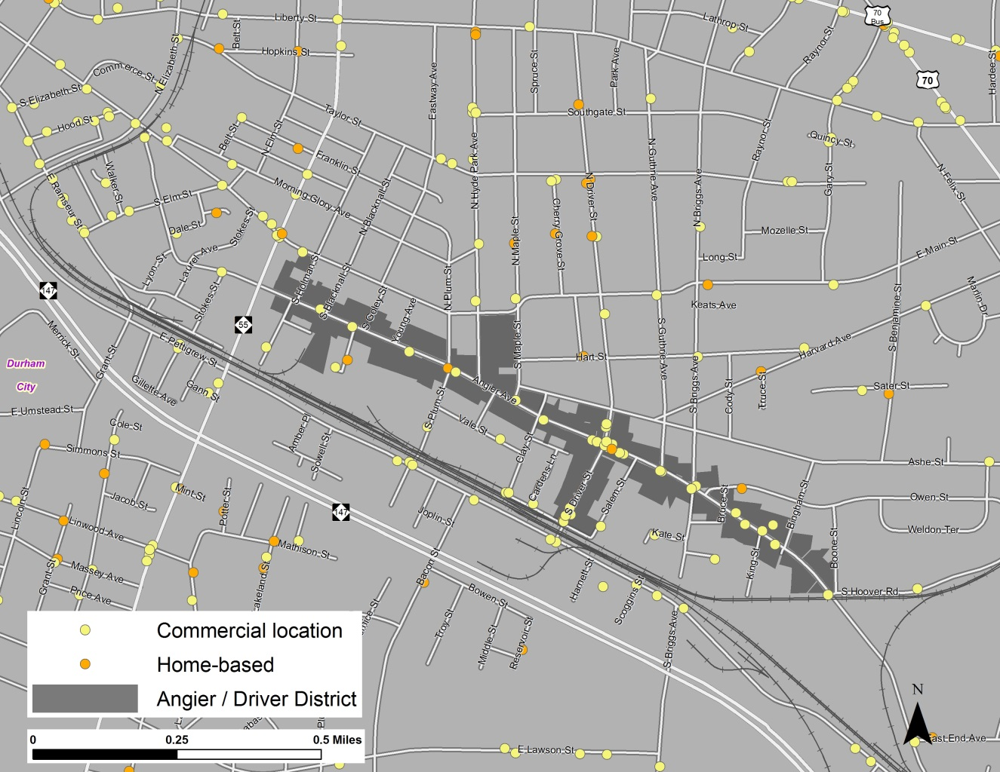 70
Bus
Liberty St
Belt St
Lathrop St
Raynor St
Hopkins St
N Elizabeth St
Commerce St
Eastway Ave
Spruce St
Park Ave
70
Hardee St
S Elizabeth St
Hood St
Taylor St
Southgate St
Belt St
N Elm St
Raynor St
Quincy St
Franklin St
N Hyde Park Ave
N Guthrie Ave
Gary St
N Felix St
Walker St
E Ramseur St
Morning Glory Ave
N Blacknall St
N Driver St
N Briggs Ave
S Elm St
Stokes St
Dale St
Cherry Grove St
N Maple St
Mozelle St
E Main St
Laurel Ave
Lyon St
Long St
S Holman St
S Blacknall St
N Plum St
147
Stokes St
S Goley St
Young Ave
Keats Ave
S Benjamine St
Marlin Dr
55
Merrick St
E Pettigrew St
S Maple St
S Guthrie Ave
Harvard Ave
Durham
City
Grant St
Hart St
Gillette Ave
Gann St
Angier Ave
S Briggs Ave
Cody St
Truce St
Sater St
E Umstead St
Cole St
Amber Pl
Sowell St
S Plum St
Vale St
Clay St
Simmons St
Cardens Ln
Ashe St
Lincoln St
Jacob St
Mint St
Potter St
147
Joplin St
S Driver St
Salem St
Bruce St
Bingham St
Owen St
Linwood Ave
Mathison St
Kate St
Weldon Ter
Grant St
Massey Ave
Lakeland St
Bacon St
Harnett St
King St
Boone St
Price Ave
Bowen St
Scoggins St
S Hoover Rd
Troy St
Middle St
Reservoir St
S Briggs Ave
Commercial location
Home-based
Angier / Driver District
0 0.25 0.5 Miles
N
East End Ave
E Lawson St